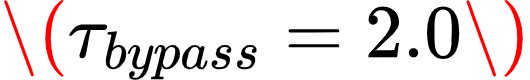 \(τ_{bypass} = 2.0\)